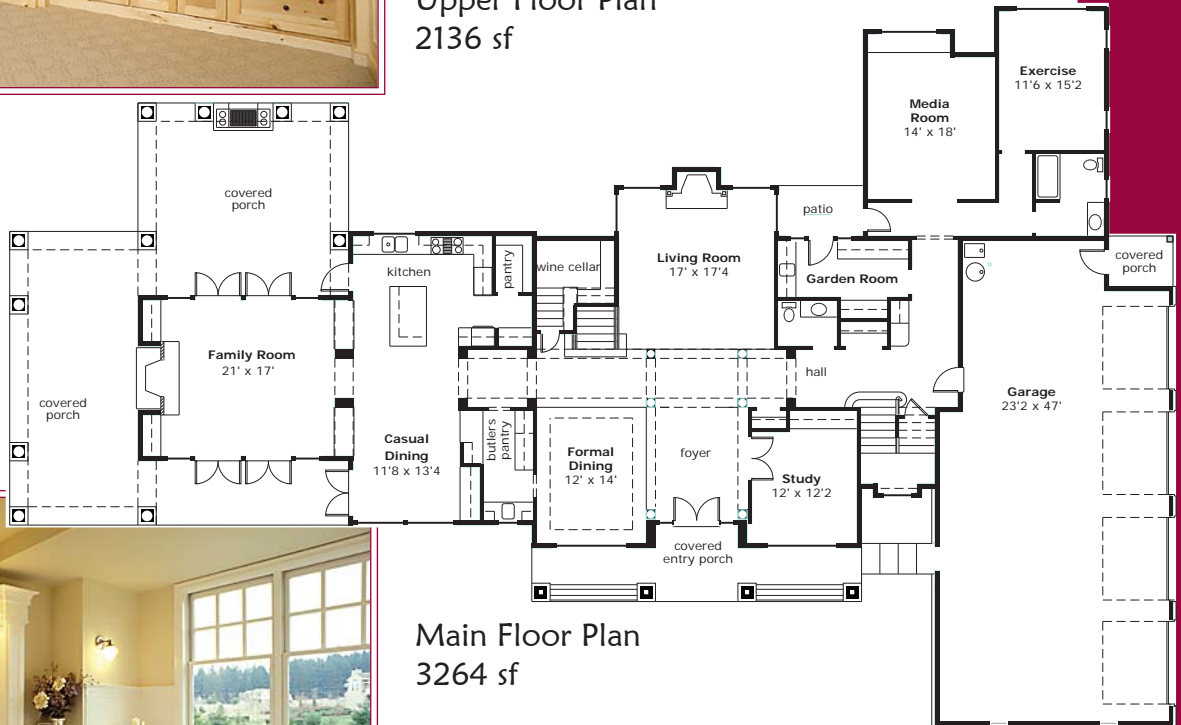 Upper Floor Plan
2136 sf
Exercise
11'6 x 15'2
Media
Room
14' x 18'
covered
porch
patio
kitchen
pantry
wine cellar
Living Room
17' x 17'4
Garden Room
covered
porch
Family Room
21' x 17'
covered
porch
hall
Garage
23'2 x 47'
Casual
Dining
11'8 x 13'4
butlers
pantry
Formal
Dining
12' x 14'
foyer
Study
12' x 12'2
covered
entry porch
Main Floor Plan
3264 sf